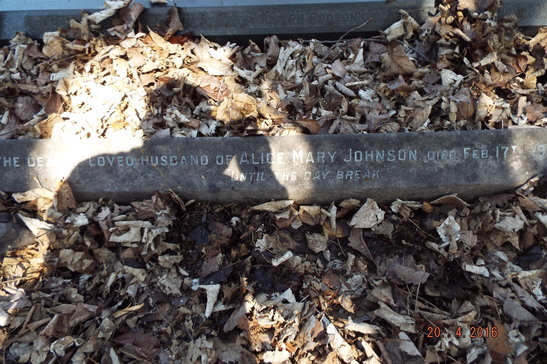 THE DEARLY LOVED HUSBAND OF ALICE MARY JOHNSON DIED FEB. 17TH
UNTIL THE DAY BREAK.
20. 4. 2016